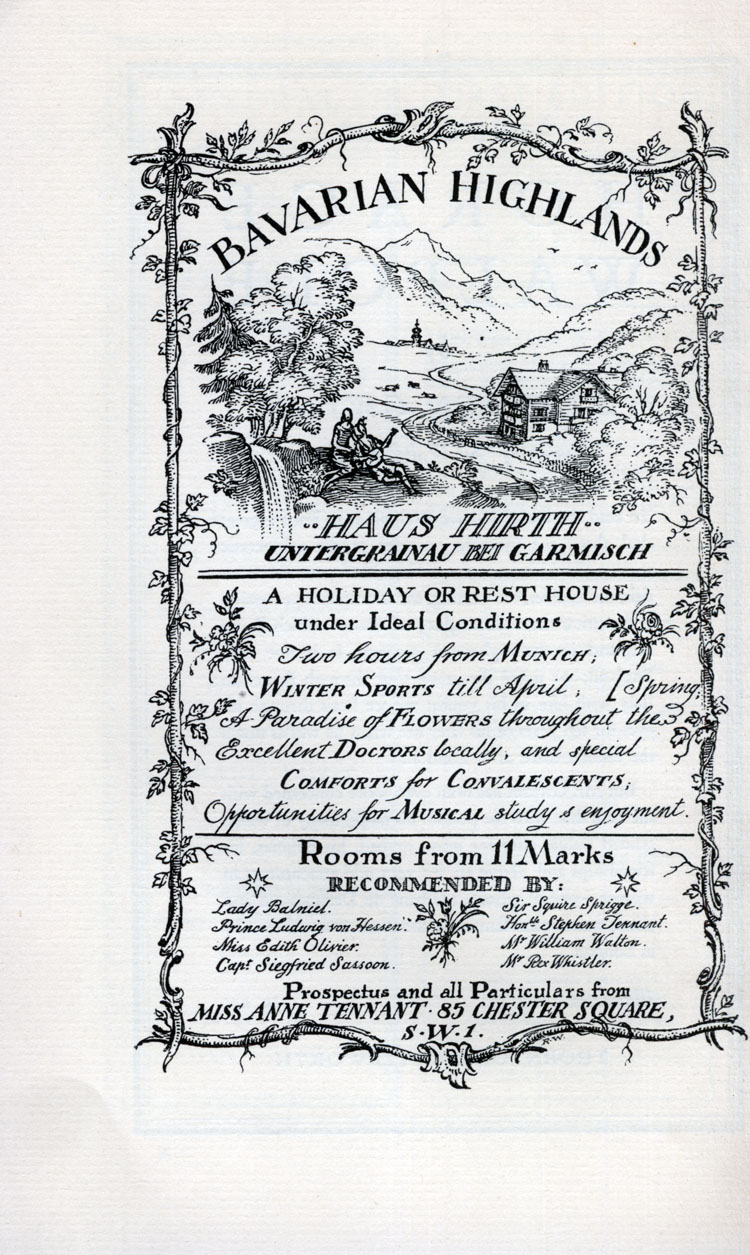 BAVARIAN HIGHLANDS
··HAUS HIRTH··
UNTERGRAINAU BEI GARMISCH
A HOLIDAY OR REST HOUSE
under Ideal Conditions
Two hours from MUNICH;
WINTER SPORTS till April; [Spring;
A Paradise of FLOWERS throughout the
Excellent DOCTORS locally, and special
COMFORTS for CONVALESCENTS;
Opportunities for MUSICAL study & enjoyment.
Rooms from 11 Marks
RECOMMENDED BY:
Lady Balniel. Sir Squire Sprigge.
Prince Ludwig von Hessen. Honble Stephen Tennant.
Miss Edith Olivier. Mr William Walton.
Capt Siegfried Sassoon. Mr Rex Whistler.
Prospectus and all Particulars from
MISS ANNE TENNANT · 85 CHESTER SQUARE,
S.W.1.
R.W.